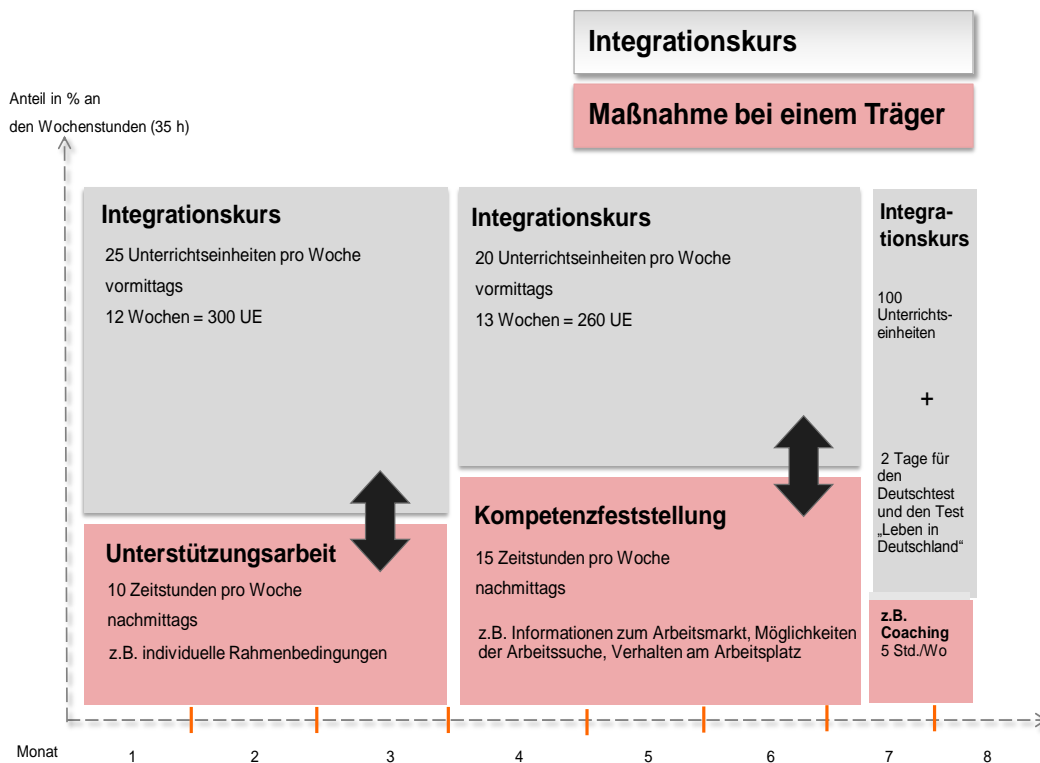 Integrationskurs
Maßnahme bei einem Träger
Anteil in % an
den Wochenstunden (35 h)
Integrationskurs
25 Unterrichtseinheiten pro Woche
vormittags
12 Wochen = 300 UE
Unterstützungsarbeit
10 Zeitstunden pro Woche
nachmittags
z.B. individuelle Rahmenbedingungen
Integrationskurs
20 Unterrichtseinheiten pro Woche
vormittags
13 Wochen = 260 UE
Kompetenzfeststellung
15 Zeitstunden pro Woche
nachmittags
z.B. Informationen zum Arbeitsmarkt, Möglichkeiten
der Arbeitssuche, Verhalten am Arbeitsplatz
Integra-
tionskurs
100
Unterrichts-
einheiten
+
2 Tage für
den
Deutschtest
und den Test
„Leben in
Deutschland“
z.B.
Coaching
5 Std./Wo
Monat 1 2 3 4 5 6 7 8